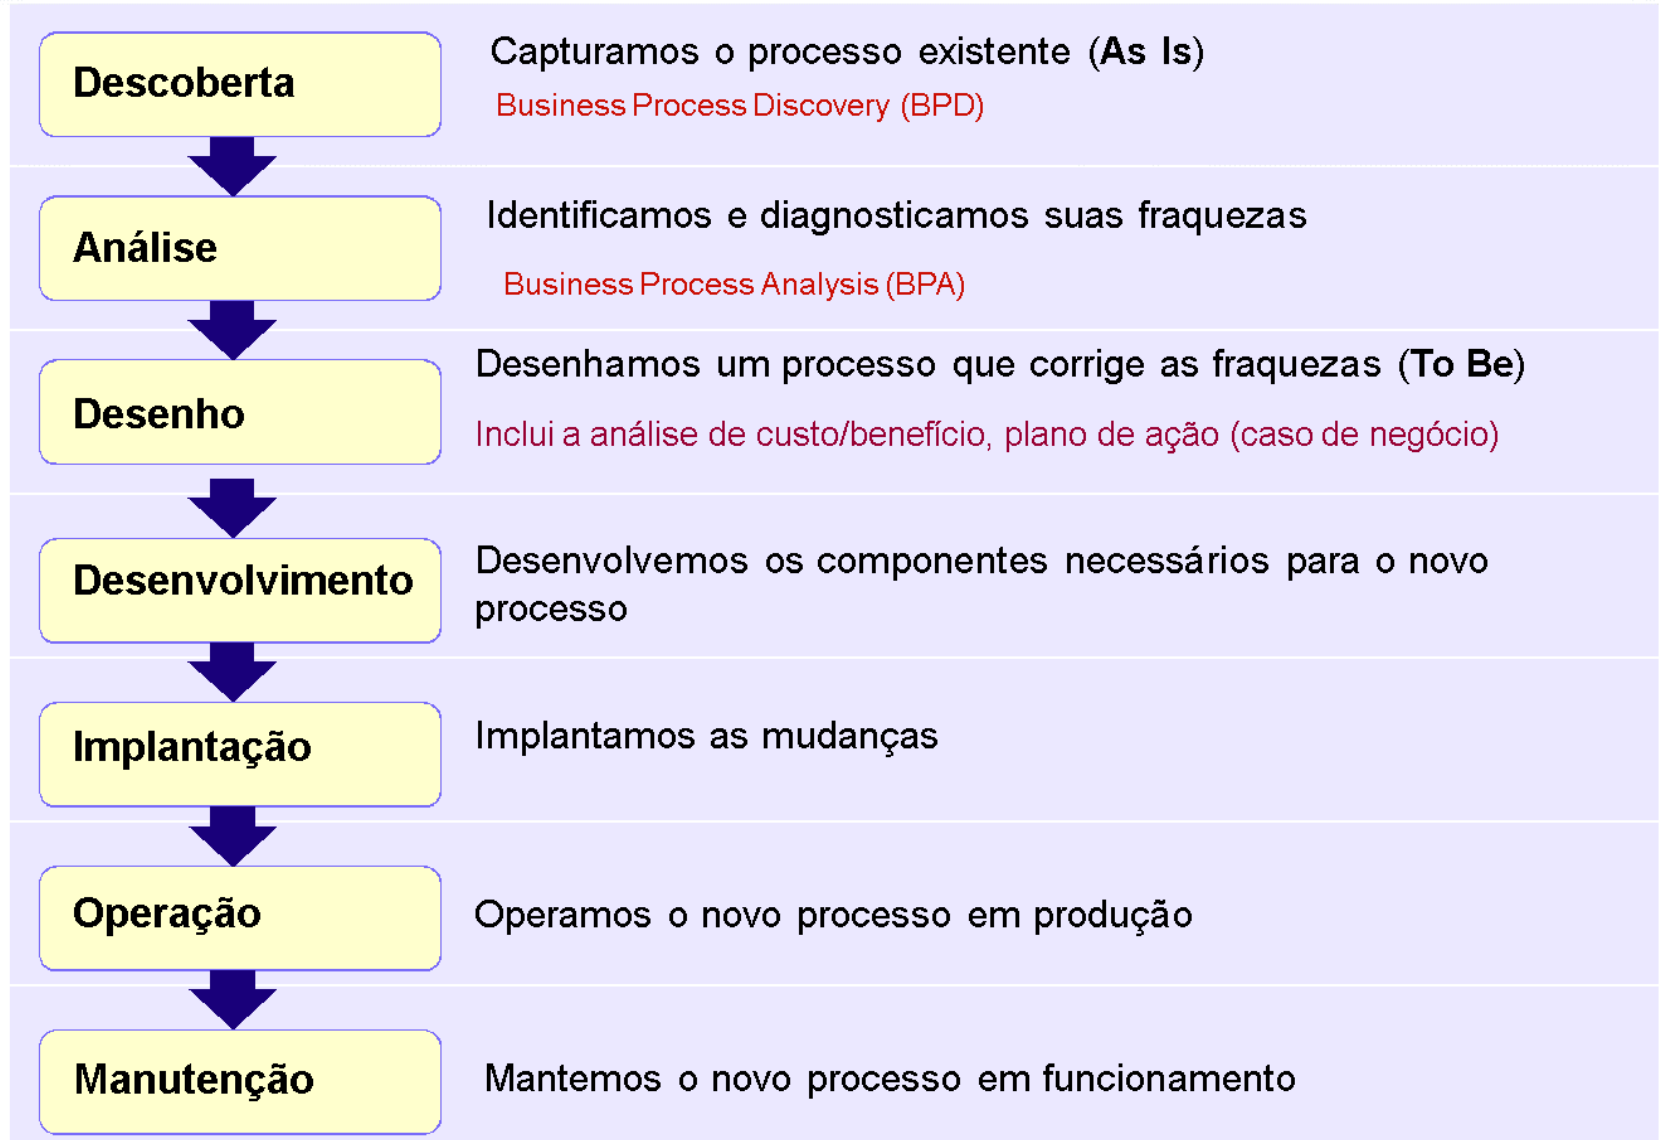 Descoberta
Capturamos o processo existente (As Is)
Business Process Discovery (BPD)
Análise
Identificamos e diagnosticamos suas fraquezas
Business Process Analysis (BPA)
Desenho
Desenhamos um processo que corrige as fraquezas (To Be)
Inclui a análise de custo/benefício, plano de ação (caso de negócio)
Desenvolvimento
Desenvolvemos os componentes necessários para o novo
processo
Implantação
Implantamos as mudanças
Operação
Operamos o novo processo em produção
Manutenção
Mantemos o novo processo em funcionamento